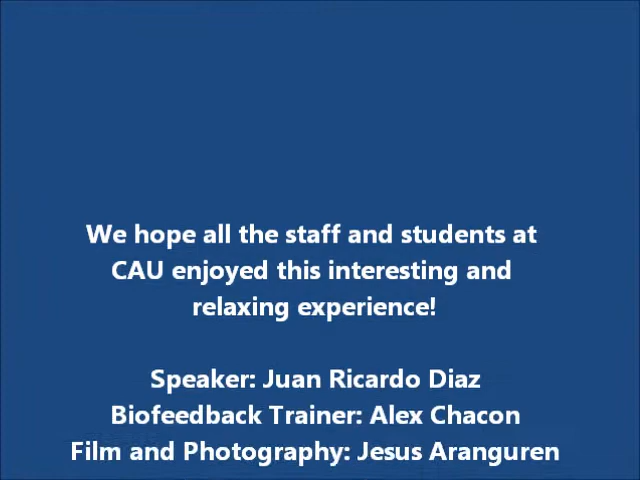 We hope all the staff and students at
CAU enjoyed this interesting and
relaxing experience!
Speaker: Juan Ricardo Diaz
Biofeedback Trainer: Alex Chacon
Film and Photography: Jesus Aranguren